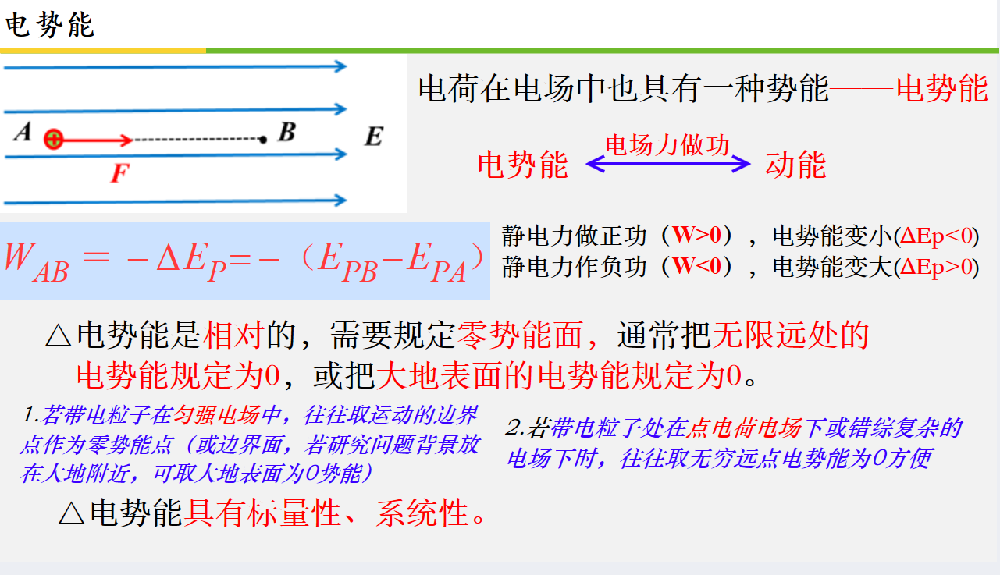 电势能
电荷在电场中也具有一种势能——电势能
A
B
E
F
电场力做功
电势能
动能
W_AB = -ΔE_P=-（E_PB-E_PA）
静电力做正功（W>0），电势能变小(ΔEp<0)
静电力作负功（W<0），电势能变大(ΔEp>0)
△电势能是相对的，需要规定零势能面，通常把无限远处的
电势能规定为0，或把大地表面的电势能规定为0。
1.若带电粒子在匀强电场中，往往取运动的边界
点作为零势能点（或边界面，若研究问题背景放
在大地附近，可取大地表面为0势能）
2.若带电粒子处在点电荷电场下或错综复杂的
电场下时，往往取无穷远点电势能为0方便
△电势能具有标量性、系统性。